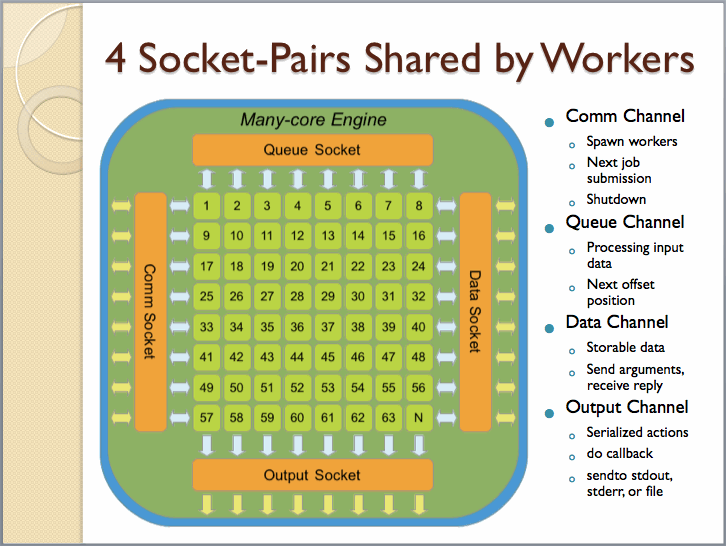 4 Socket-Pairs Shared by Workers
Many-core Engine
Queue Socket
1 2 3 4 5 6 7 8
9 10 11 12 13 14 15 16
17 18 19 20 21 22 23 24
25 26 27 28 29 30 31 32
33 34 35 36 37 38 39 40
41 42 43 44 45 46 47 48
49 50 51 52 53 54 55 56
57 58 59 60 61 62 63 N
Comm Socket
Data Socket
Output Socket
Comm Channel
Spawn workers
Next job
submission
Shutdown
Queue Channel
Processing input
data
Next offset
position
Data Channel
Storable data
Send arguments,
receive reply
Output Channel
Serialized actions
do callback
sendto stdout,
stderr, or file